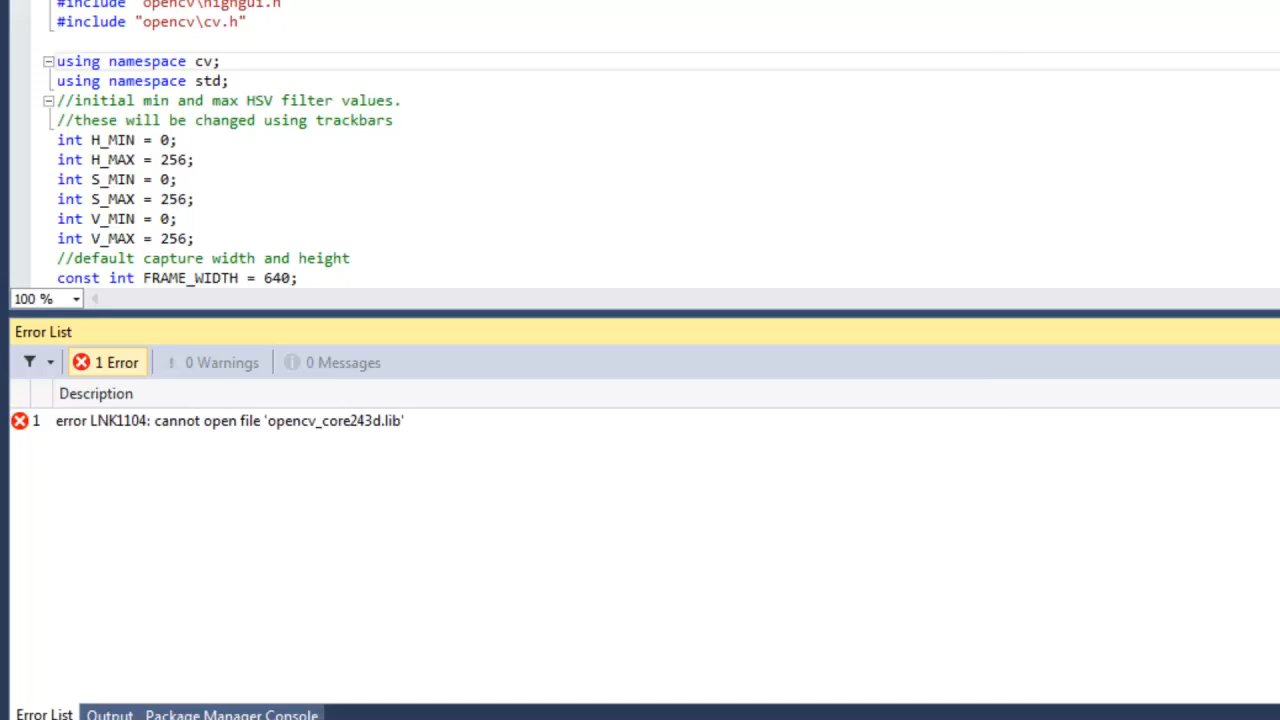 #include "opencv\highgui.h"
#include "opencv\cv.h"
using namespace cv;
using namespace std;
//initial min and max HSV filter values.
//these will be changed using trackbars
int H_MIN = 0;
int H_MAX = 256;
int S_MIN = 0;
int S_MAX = 256;
int V_MIN = 0;
int V_MAX = 256;
//default capture width and height
const int FRAME_WIDTH = 640;
100 %
Error List
1 Error 0 Warnings 0 Messages
Description
1 error LNK1104: cannot open file 'opencv_core243d.lib'
Error List Output Package Manager Console